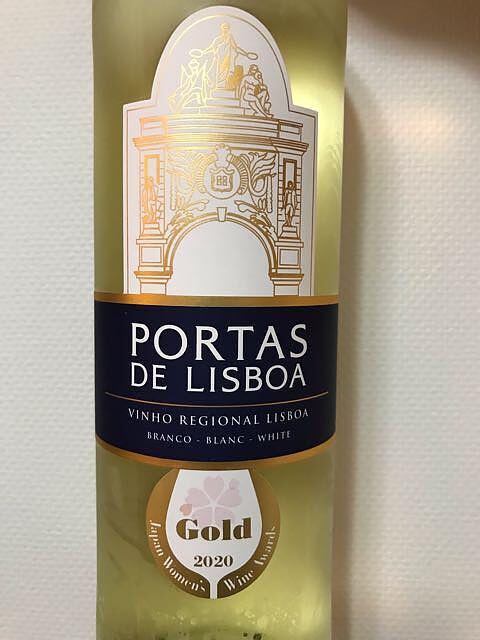 PORTAS
DE LISBOA
VINHO REGIONAL LISBOA
BRANCO - BLANC - WHITE
Gold
2020
Japan Women's Wine Awards